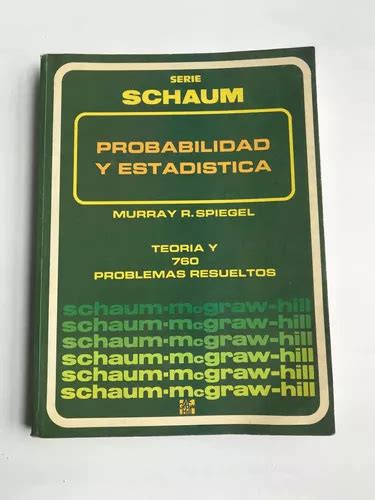 SERIE
SCHAUM
PROBABILIDAD
Y ESTADISTICA
MURRAY R. SPIEGEL
TEORIA Y
760
PROBLEMAS RESUELTOS
schaum·mcgraw-hill
schaum·mcgraw-hill
schaum·mcgraw-hill
schaum·mcgraw-hill
schaum·mcgraw-hill
schaum·mcgraw-hill